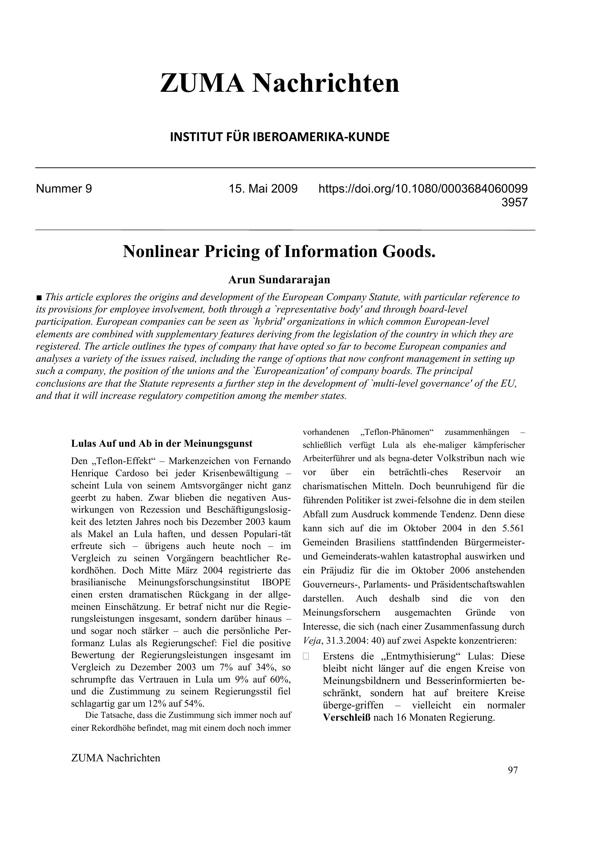 ZUMA Nachrichten
INSTITUT FÜR IBEROAMERIKA-KUNDE
Nummer 9 15. Mai 2009 https://doi.org/10.1080/0003684060099
3957
Nonlinear Pricing of Information Goods.
Arun Sundararajan
■ This article explores the origins and development of the European Company Statute, with particular reference to
its provisions for employee involvement, both through a `representative body' and through board-level
participation. European companies can be seen as `hybrid' organizations in which common European-level
elements are combined with supplementary features deriving from the legislation of the country in which they are
registered. The article outlines the types of company that have opted so far to become European companies and
analyses a variety of the issues raised, including the range of options that now confront management in setting up
such a company, the position of the unions and the `Europeanization' of company boards. The principal
conclusions are that the Statute represents a further step in the development of `multi-level governance' of the EU,
and that it will increase regulatory competition among the member states.
Lulas Auf und Ab in der Meinungsgunst
Den „Teflon-Effekt“ – Markenzeichen von Fernando
Henrique Cardoso bei jeder Krisenbewältigung –
scheint Lula von seinem Amtsvorgänger nicht ganz
geerbt zu haben. Zwar blieben die negativen Aus-
wirkungen von Rezession und Beschäftigungslosig-
keit des letzten Jahres noch bis Dezember 2003 kaum
als Makel an Lula haften, und dessen Populari-tät
erfreute sich – übrigens auch heute noch – im
Vergleich zu seinen Vorgängern beachtlicher Re-
kordhöhen. Doch Mitte März 2004 registrierte das
brasilianische Meinungsforschungsinstitut IBOPE
einen ersten dramatischen Rückgang in der allge-
meinen Einschätzung. Er betraf nicht nur die Regie-
rungsleistungen insgesamt, sondern darüber hinaus –
und sogar noch stärker – auch die persönliche Per-
formanz Lulas als Regierungschef: Fiel die positive
Bewertung der Regierungsleistungen insgesamt im
Vergleich zu Dezember 2003 um 7% auf 34%, so
schrumpfte das Vertrauen in Lula um 9% auf 60%,
und die Zustimmung zu seinem Regierungsstil fiel
schlagartig gar um 12% auf 54%.
Die Tatsache, dass die Zustimmung sich immer noch auf
einer Rekordhöhe befindet, mag mit einem doch noch immer
vorhandenen „Teflon-Phänomen“ zusammenhängen –
schließlich verfügt Lula als ehe-maliger kämpferischer
Arbeiterführer und als begna-deter Volkstribun nach wie
vor über ein beträchtli-ches Reservoir an
charismatischen Mitteln. Doch beunruhigend für die
führenden Politiker ist zwei-felsohne die in dem steilen
Abfall zum Ausdruck kommende Tendenz. Denn diese
kann sich auf die im Oktober 2004 in den 5.561
Gemeinden Brasiliens stattfindenden Bürgermeister-
und Gemeinderats-wahlen katastrophal auswirken und
ein Präjudiz für die im Oktober 2006 anstehenden
Gouverneurs-, Parlaments- und Präsidentschaftswahlen
darstellen. Auch deshalb sind die von den
Meinungsforschern ausgemachten Gründe von
Interesse, die sich (nach einer Zusammenfassung durch
Veja, 31.3.2004: 40) auf zwei Aspekte konzentrieren:
□ Erstens die „Entmythisierung“ Lulas: Diese
bleibt nicht länger auf die engen Kreise von
Meinungsbildnern und Besserinformierten be-
schränkt, sondern hat auf breitere Kreise
überge-griffen – vielleicht ein normaler
Verschleiß nach 16 Monaten Regierung.
ZUMA Nachrichten
97